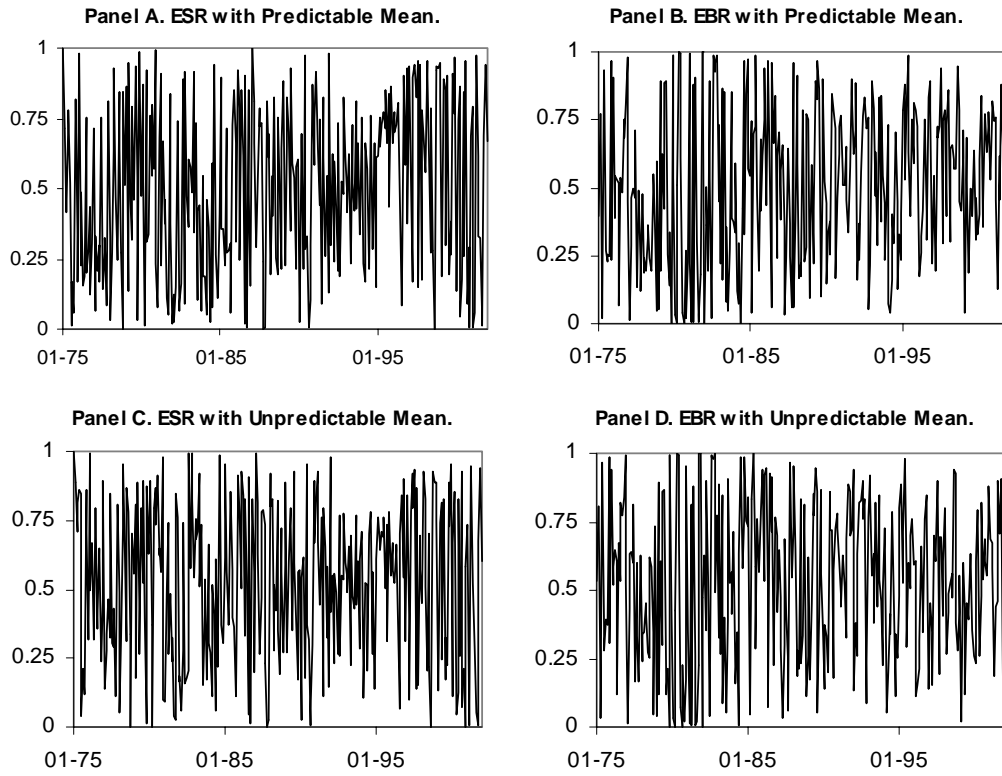 Panel A. ESR with Predictable Mean.
1
0.75
0.5
0.25
0
01-75 01-85 01-95
Panel B. EBR with Predictable Mean.
1
0.75
0.5
0.25
0
01-75 01-85 01-95
Panel C. ESR with Unpredictable Mean.
1
0.75
0.5
0.25
0
01-75 01-85 01-95
Panel D. EBR with Unpredictable Mean.
1
0.75
0.5
0.25
0
01-75 01-85 01-95